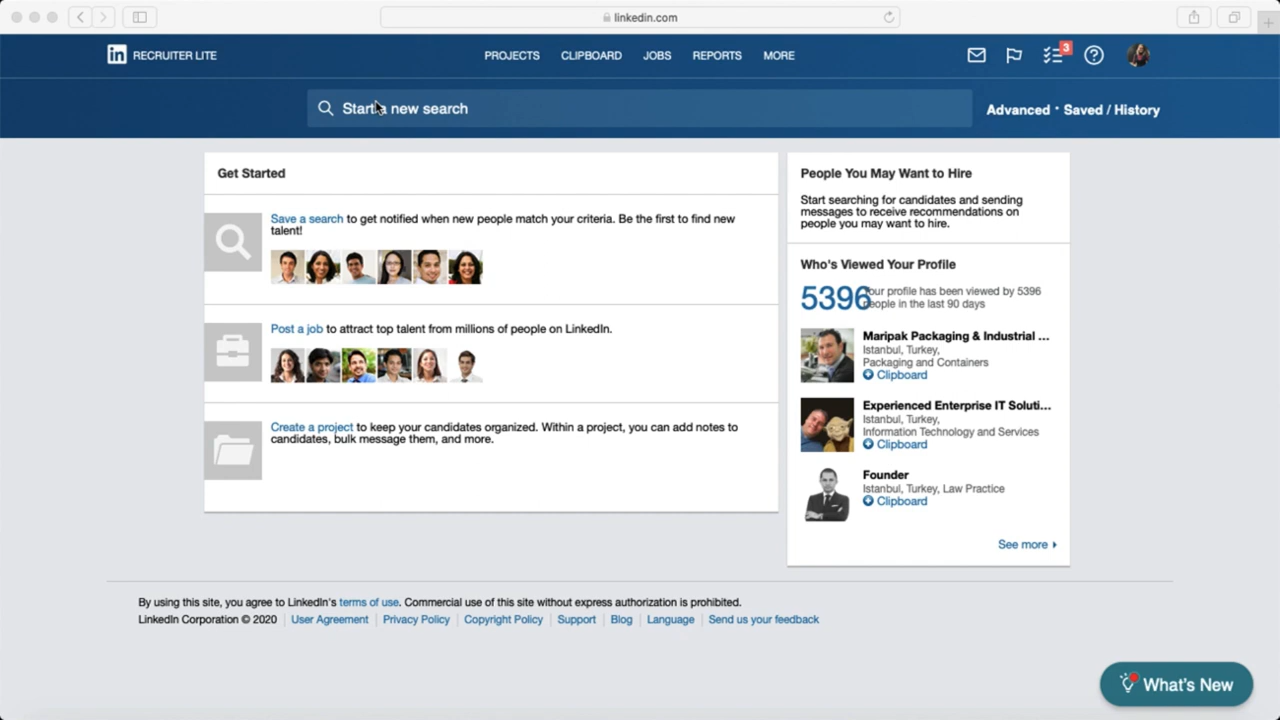 linkedin.com
in RECRUITER LITE PROJECTS CLIPBOARD JOBS REPORTS MORE 3
Start a new search Advanced · Saved / History
Get Started
Save a search to get notified when new people match your criteria. Be the first to find new
talent!
Post a job to attract top talent from millions of people on LinkedIn.
Create a project to keep your candidates organized. Within a project, you can add notes to
candidates, bulk message them, and more.
People You May Want to Hire
Start searching for candidates and sending
messages to receive recommendations on
people you may want to hire.
Who's Viewed Your Profile
5396 Your profile has been viewed by 5396
people in the last 90 days
Maripak Packaging & Industrial ...
Istanbul, Turkey,
Packaging and Containers
Clipboard
Experienced Enterprise IT Soluti...
Istanbul, Turkey,
Information Technology and Services
Clipboard
Founder
Istanbul, Turkey, Law Practice
Clipboard
See more
By using this site, you agree to LinkedIn's terms of use. Commercial use of this site without express authorization is prohibited.
LinkedIn Corporation © 2020 User Agreement Privacy Policy Copyright Policy Support Blog Language Send us your feedback
What's New